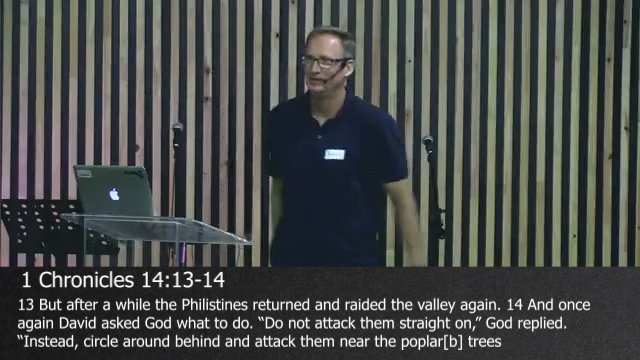 1 Chronicles 14:13-14
13 But after a while the Philistines returned and raided the valley again. 14 And once
again David asked God what to do. “Do not attack them straight on,” God replied.
“Instead, circle around behind and attack them near the poplar[b] trees